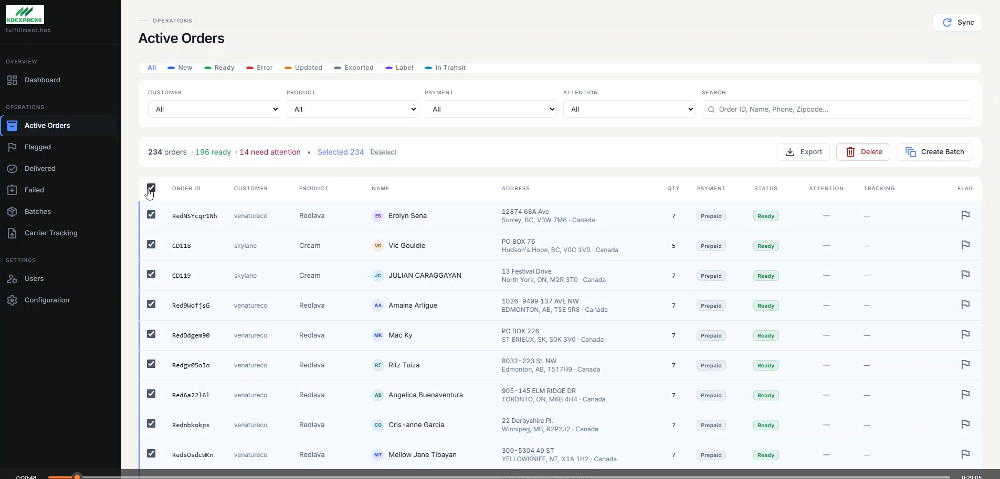 KDEXPRESS
fulfillment.hub
OVERVIEW
Dashboard
OPERATIONS
Active Orders
Flagged
Delivered
Failed
Batches
Carrier Tracking
SETTINGS
Users
Configuration
OPERATIONS
Active Orders
Sync
All New Ready Error Updated Exported Label In Transit
CUSTOMER PRODUCT PAYMENT ATTENTION SEARCH
All All All All Order ID, Name, Phone, Zipcode...
234 orders · 196 ready · 14 need attention • Selected 234 Deselect Export Delete Create Batch
ORDER ID CUSTOMER PRODUCT NAME ADDRESS QTY PAYMENT STATUS ATTENTION TRACKING FLAG
RedNSYcqr1Nh venatureco Redlava ES Erolyn Sena 12874 68A Ave 7 Prepaid Ready — —
Surrey, BC, V3W 7M6 · Canada
CD118 skylane Cream VG Vic Gouldie PO BOX 76 5 Prepaid Ready — —
Hudson's Hope, BC, V0C 1V0 · Canada
CD119 skylane Cream JC JULIAN CARAGGAYAN 13 Festival Drive 7 Prepaid Ready — —
North York, ON, M2R 3T0 · Canada
Red9WofjsG venatureco Redlava AA Amaina Arligue 1026-9499 137 AVE NW 7 Prepaid Ready — —
EDMONTON, AB, T5E 5R8 · Canada
RedDdgem90 venatureco Redlava MK Mac Ky PO BOX 226 7 Prepaid Ready — —
ST BRIEUX, SK, S0K 3V0 · Canada
Redgx05oIo venatureco Redlava RT Ritz Tuiza 8032-223 St. NW 7 Prepaid Ready — —
Edmonton, AB, T5T7H9 · Canada
Red6a22l6l venatureco Redlava AB Angelica Buenaventura 905-145 ELM RIDGE DR 7 Prepaid Ready — —
TORONTO, ON, M6B 4H4 · Canada
Rednbkokps venatureco Redlava CG Cris-anne Garcia 22 Derbyshire Pl. 7 Prepaid Ready — —
Winnipeg, MB, R2P2J2 · Canada
RedsOsdcWKn venatureco Redlava MT Mellow Jane Tibayan 309-5304 49 ST 7 Prepaid Ready — —
YELLOWKNIFE, NT, X1A 1H2 · Canada
0:00:48 0:29:05